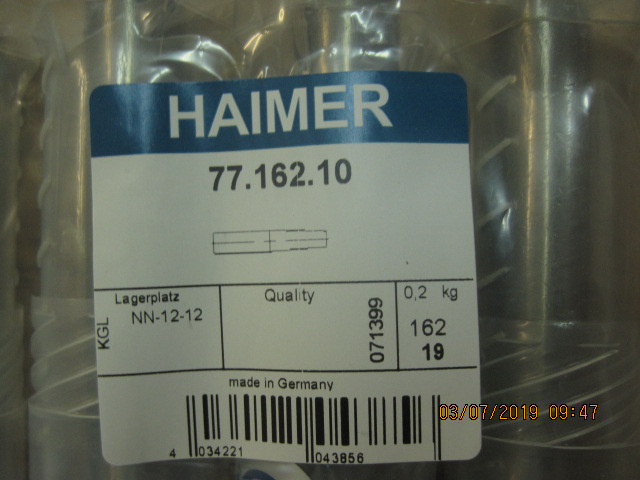 HAIMER
77.162.10
KGL
Lagerplatz
NN-12-12
Quality
071399
0,2 kg
162
19
made in Germany
4 034221 043856
03/07/2019 09:47